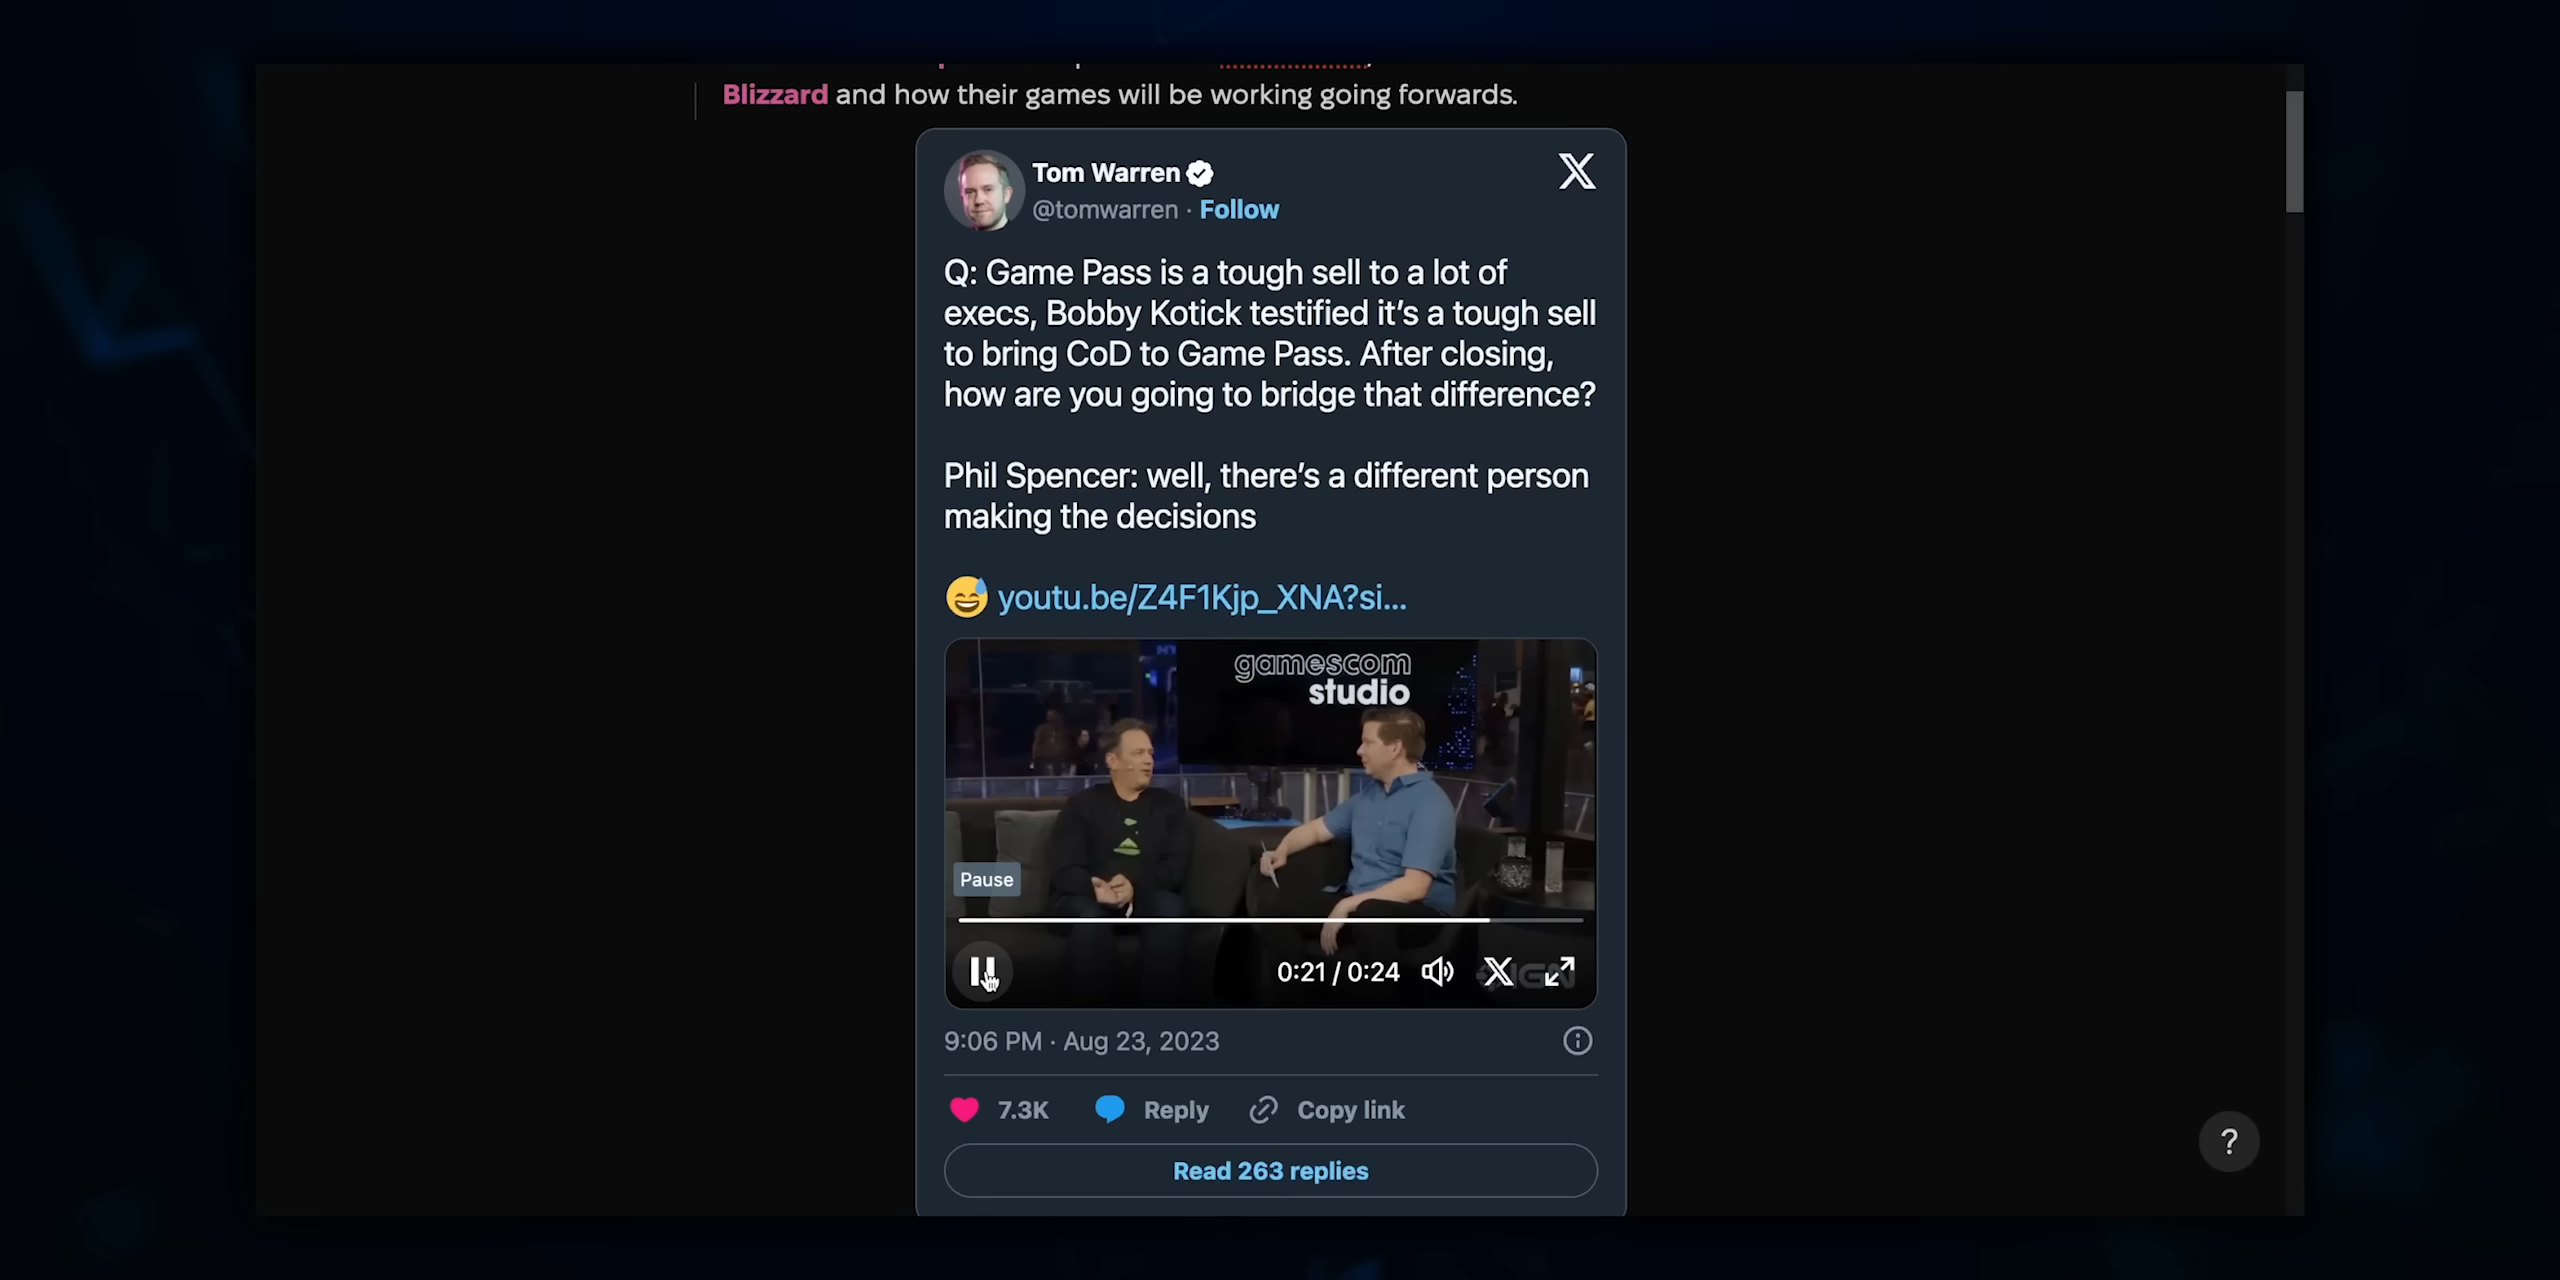 Blizzard and how their games will be working going forwards.
Tom Warren
@tomwarren · Follow
Q: Game Pass is a tough sell to a lot of
execs, Bobby Kotick testified it’s a tough sell
to bring CoD to Game Pass. After closing,
how are you going to bridge that difference?
Phil Spencer: well, there’s a different person
making the decisions
😅 youtu.be/Z4F1Kjp_XNA?si...
gamescom
studio
Pause
0:21 / 0:24
IGN
9:06 PM · Aug 23, 2023
7.3K Reply Copy link
Read 263 replies
?